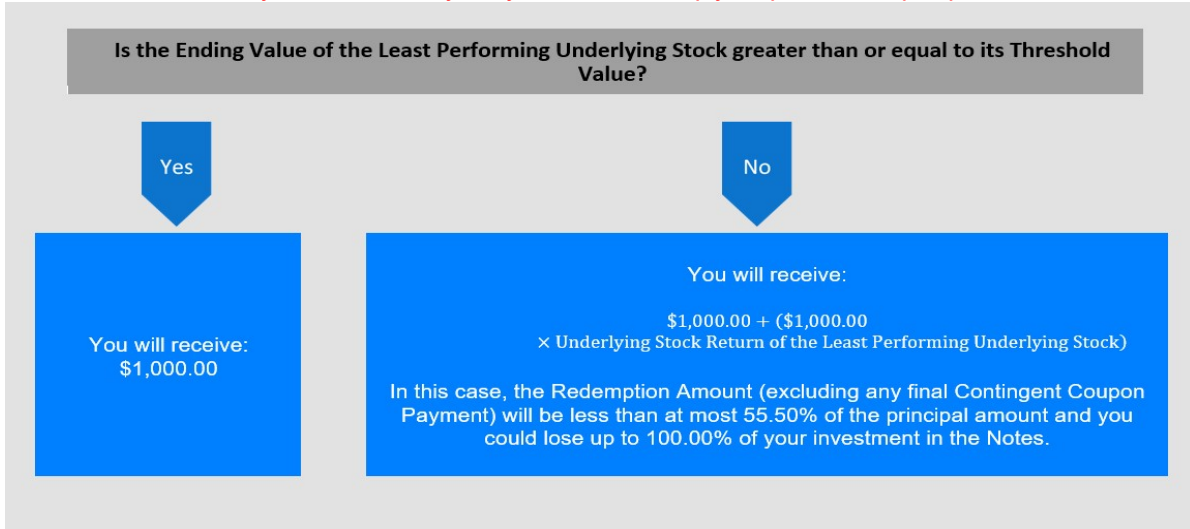 Is the Ending Value of the Least Performing Underlying Stock greater than or equal to its Threshold
Value?
Yes
No
You will receive:
$1,000.00
You will receive:
$1,000.00 + ($1,000.00
× Underlying Stock Return of the Least Performing Underlying Stock)
In this case, the Redemption Amount (excluding any final Contingent Coupon
Payment) will be less than at most 55.50% of the principal amount and you
could lose up to 100.00% of your investment in the Notes.